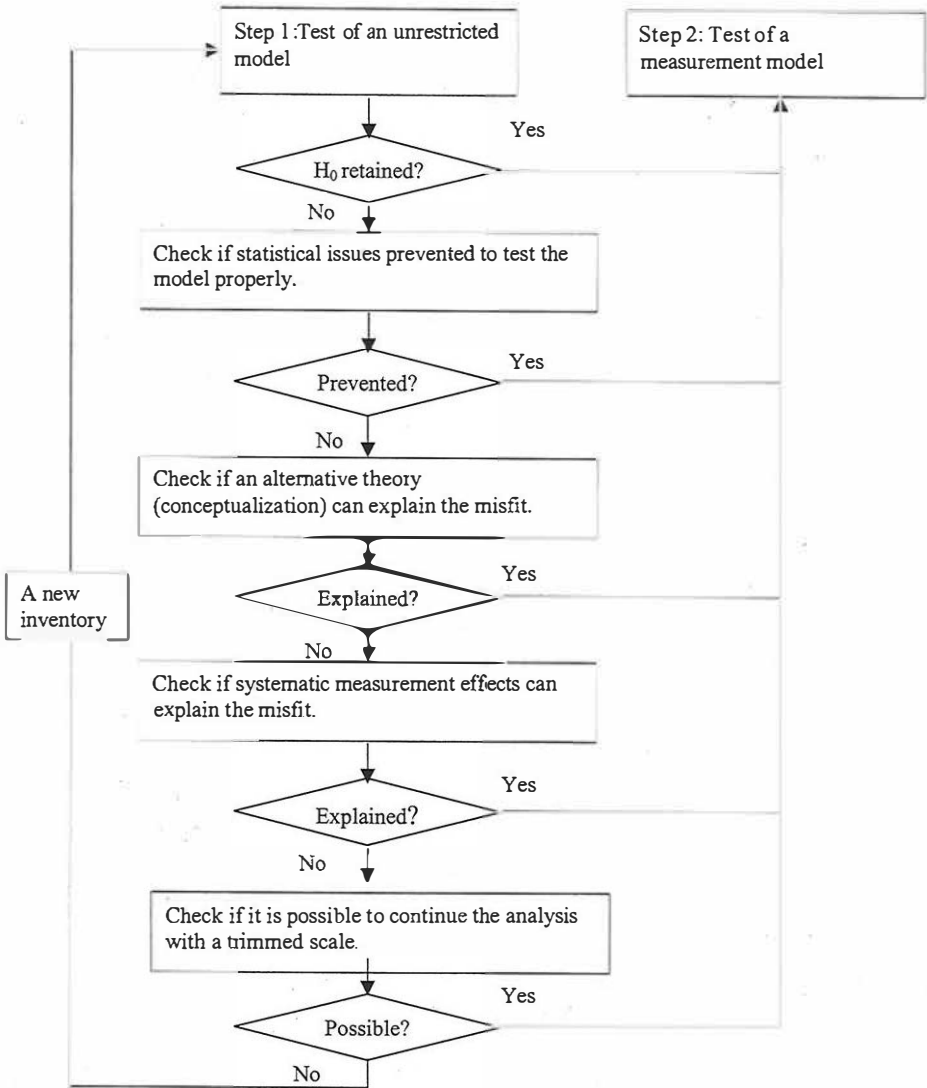 Step 1:Test of an unrestricted
model
Step 2: Test of a
measurement model
Yes
H₀ retained?
No
Check if statistical issues prevented to test the
model properly.
Yes
Prevented?
No
Check if an alternative theory
(conceptualization) can explain the misfit.
Yes
Explained?
A new
inventory
No
Check if systematic measurement effects can
explain the misfit.
Yes
Explained?
No
Check if it is possible to continue the analysis
with a trimmed scale.
Yes
Possible?
No